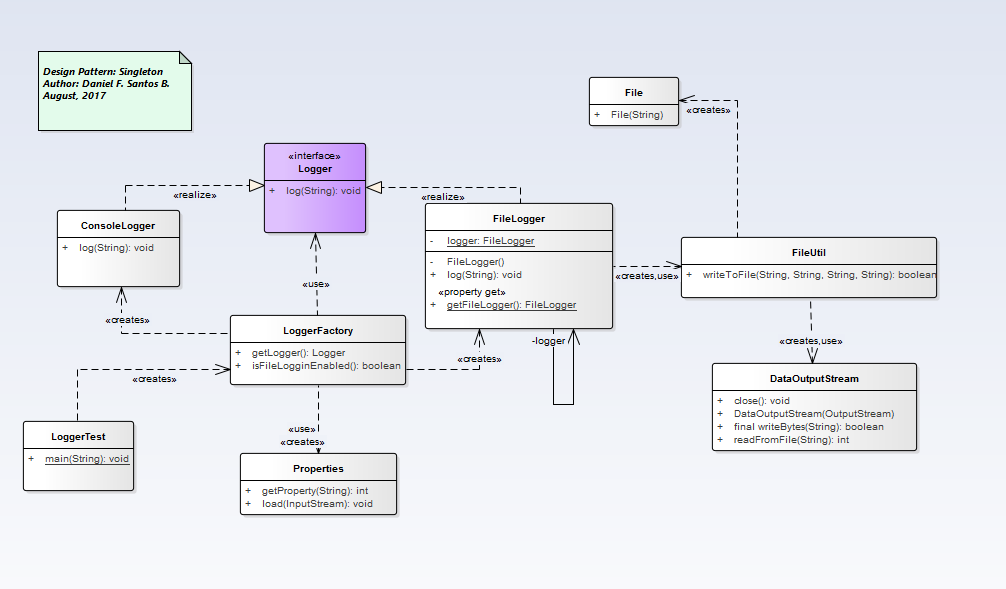 Design Pattern: Singleton
Author: Daniel F. Santos B.
August, 2017
File
+ File(String)
«creates»
«interface»
Logger
+ log(String): void
«realize»
«realize»
ConsoleLogger
+ log(String): void
FileLogger
- logger: FileLogger
- FileLogger()
+ log(String): void
«property get»
+ getFileLogger(): FileLogger
«creates,use»
FileUtil
+ writeToFile(String, String, String, String): boolean
«use»
«creates»
LoggerFactory
+ getLogger(): Logger
+ isFileLogginEnabled(): boolean
-logger
«creates»
«creates,use»
«creates»
DataOutputStream
+ close(): void
+ DataOutputStream(OutputStream)
+ final writeBytes(String): boolean
+ readFromFile(String): int
LoggerTest
+ main(String): void
«use»
«creates»
Properties
+ getProperty(String): int
+ load(InputStream): void